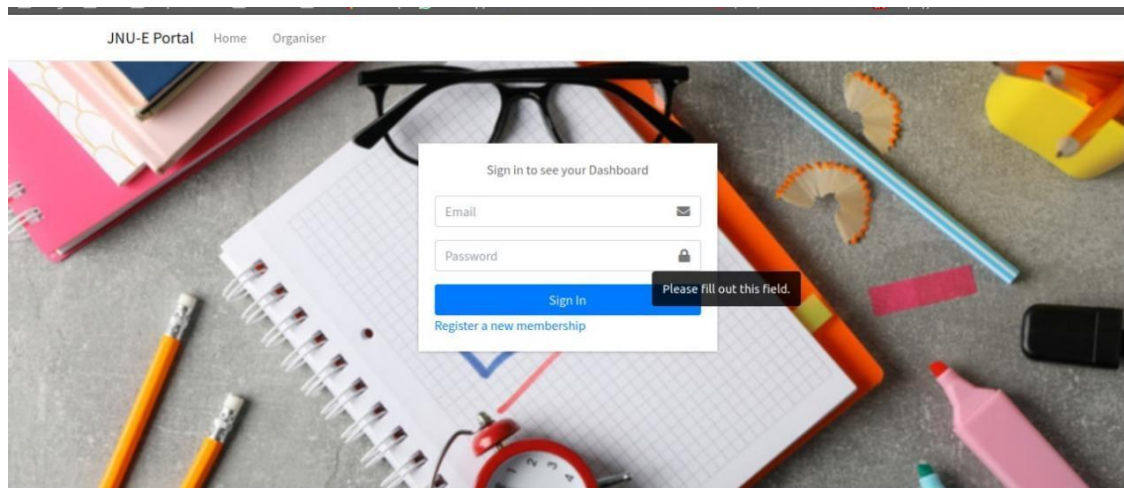 JNU-E Portal Home Organiser
Sign in to see your Dashboard
Email
Password
Please fill out this field.
Sign In
Register a new membership